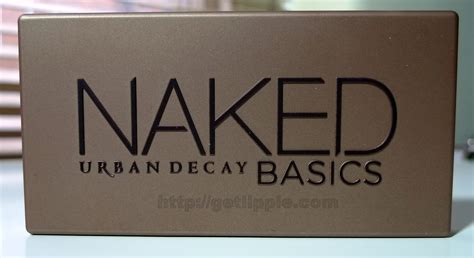 NAKED
URBAN DECAY BASICS
http://getlippie.com